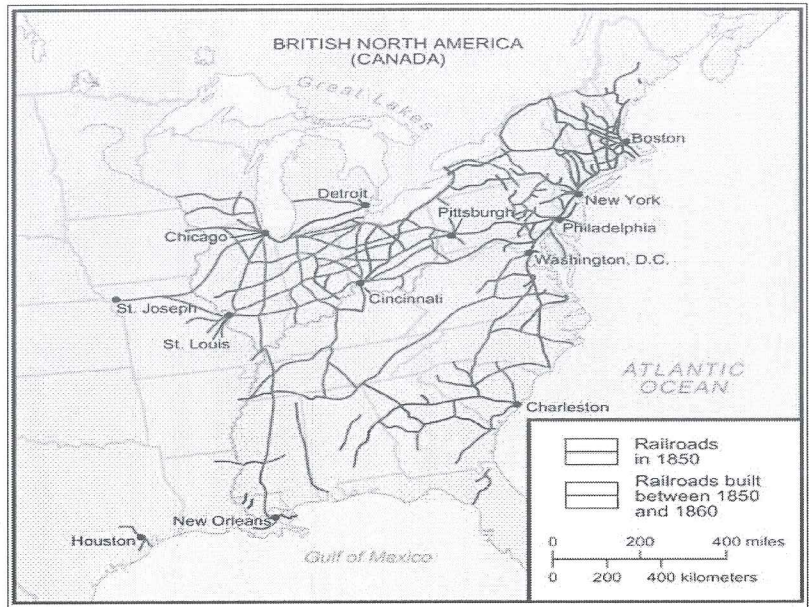 BRITISH NORTH AMERICA
(CANADA)
Great Lakes
Boston
Detroit
New York
Pittsburgh
Philadelphia
Chicago
Washington, D.C.
Cincinnati
St. Joseph
St. Louis
ATLANTIC
OCEAN
Charleston
Railroads
in 1850
Railroads built
between 1850
and 1860
New Orleans
Houston
Gulf of Mexico
0 200 400 miles
0 200 400 kilometers